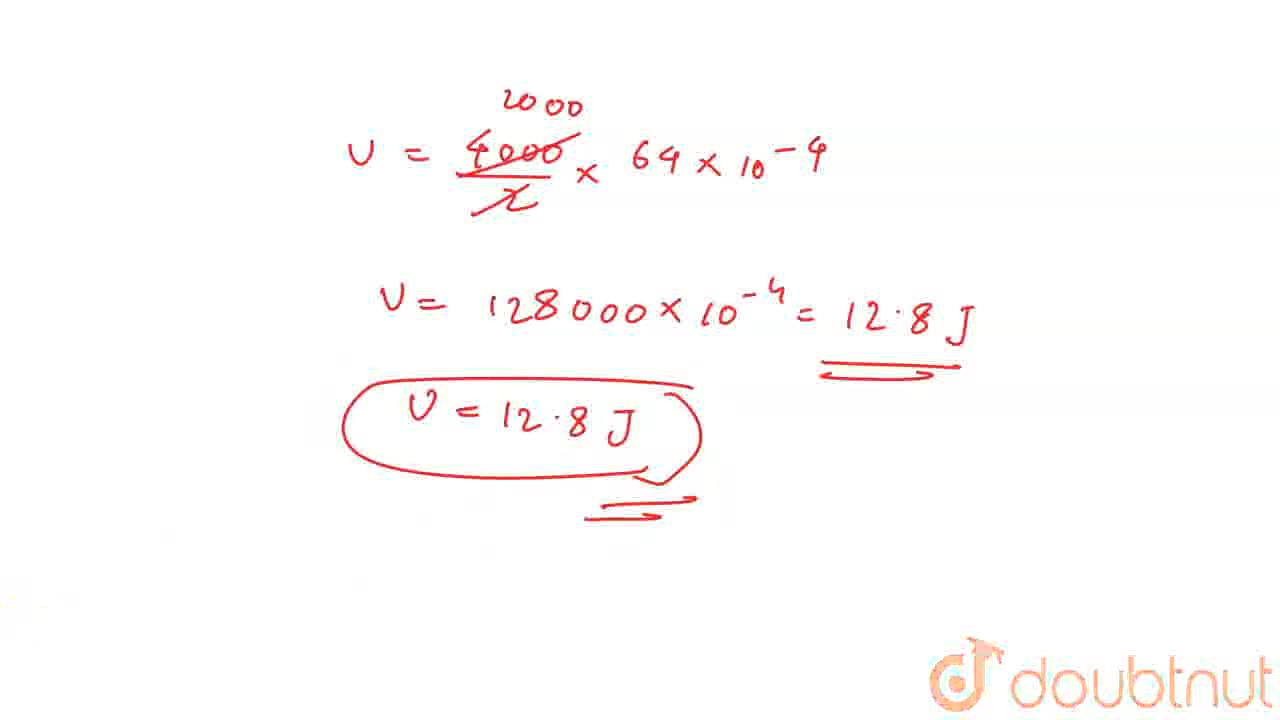 2000
U = 4000/2 × 64 × 10^-4
U = 128000 × 10^-4 = 12.8 J
U = 12.8 J
doubtnut